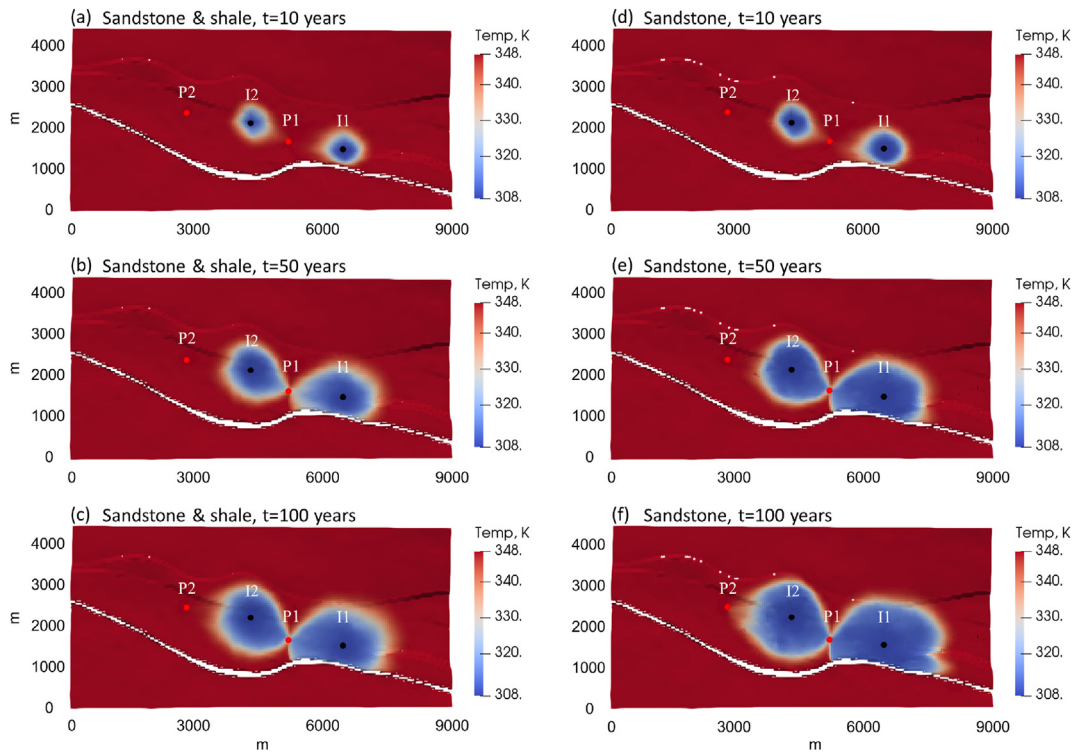 (a) Sandstone & shale, t=10 years
Temp, K
4000
3000
2000
1000
0
m
P2
I2
P1
I1
348.
340.
330.
320.
308.
0
3000
6000
9000
(d) Sandstone, t=10 years
Temp, K
4000
3000
2000
1000
0
P2
I2
P1
I1
348.
340.
330.
320.
308.
0
3000
6000
9000
(b) Sandstone & shale, t=50 years
Temp, K
4000
3000
2000
1000
0
m
P2
I2
P1
I1
348.
340.
330.
320.
308.
0
3000
6000
9000
(e) Sandstone, t=50 years
Temp, K
4000
3000
2000
1000
0
P2
I2
P1
I1
348.
340.
330.
320.
308.
0
3000
6000
9000
(c) Sandstone & shale, t=100 years
Temp, K
4000
3000
2000
1000
0
m
P2
I2
P1
I1
348.
340.
330.
320.
308.
0
3000
6000
9000
m
(f) Sandstone, t=100 years
Temp, K
4000
3000
2000
1000
0
P2
I2
P1
I1
348.
340.
330.
320.
308.
0
3000
6000
9000
m